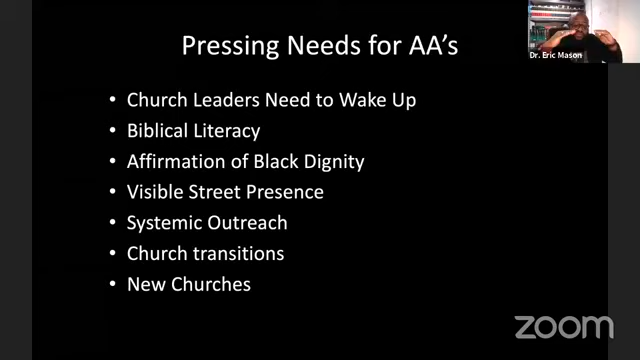 Pressing Needs for AA's
Dr. Eric Mason
• Church Leaders Need to Wake Up
• Biblical Literacy
• Affirmation of Black Dignity
• Visible Street Presence
• Systemic Outreach
• Church transitions
• New Churches
zoom